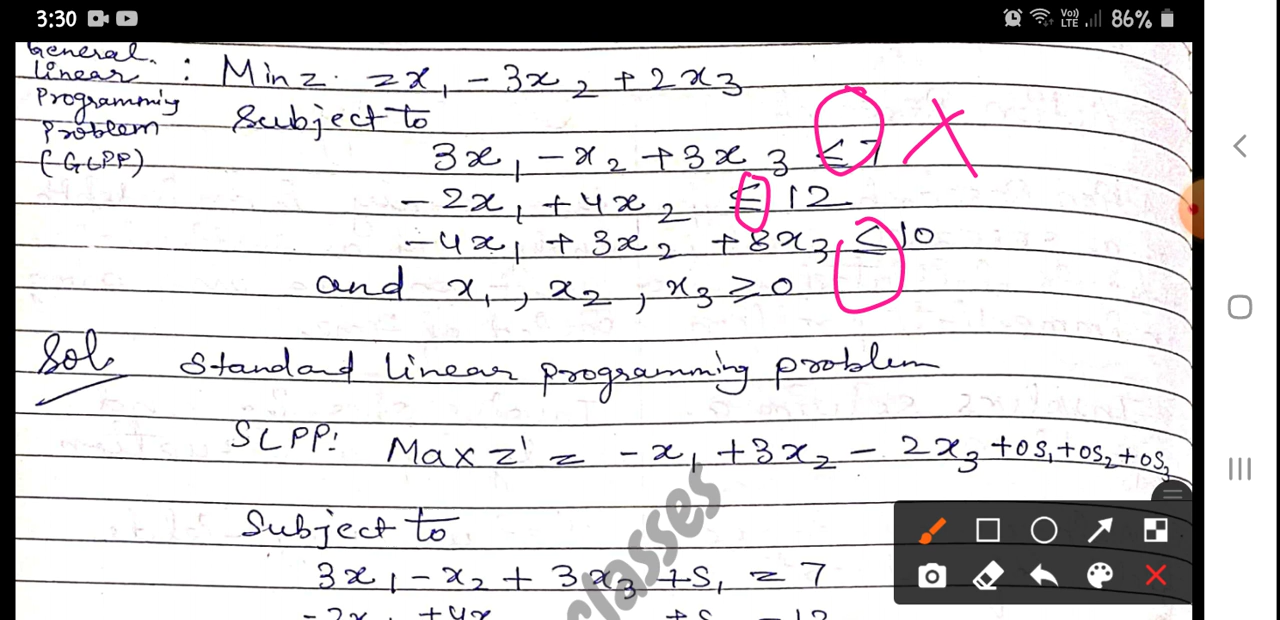 3:30 Vo) LTE 86%
General
Linear : Min z = x₁ - 3x₂ + 2x₃
Programming Subject to
Problem
(GLPP) 3x₁ - x₂ + 3x₃ ≤ 7
- 2x₁ + 4x₂ ≤ 12
- 4x₁ + 3x₂ + 8x₃ ≤ 10
and x₁, x₂, x₃ ≥ 0
Sol. Standard linear programming problem
SLPP: Max z' = - x₁ + 3x₂ - 2x₃ + 0S₁ + 0S₂ + 0S₃
Subject to
3x₁ - x₂ + 3x₃ + S₁ = 7
classes